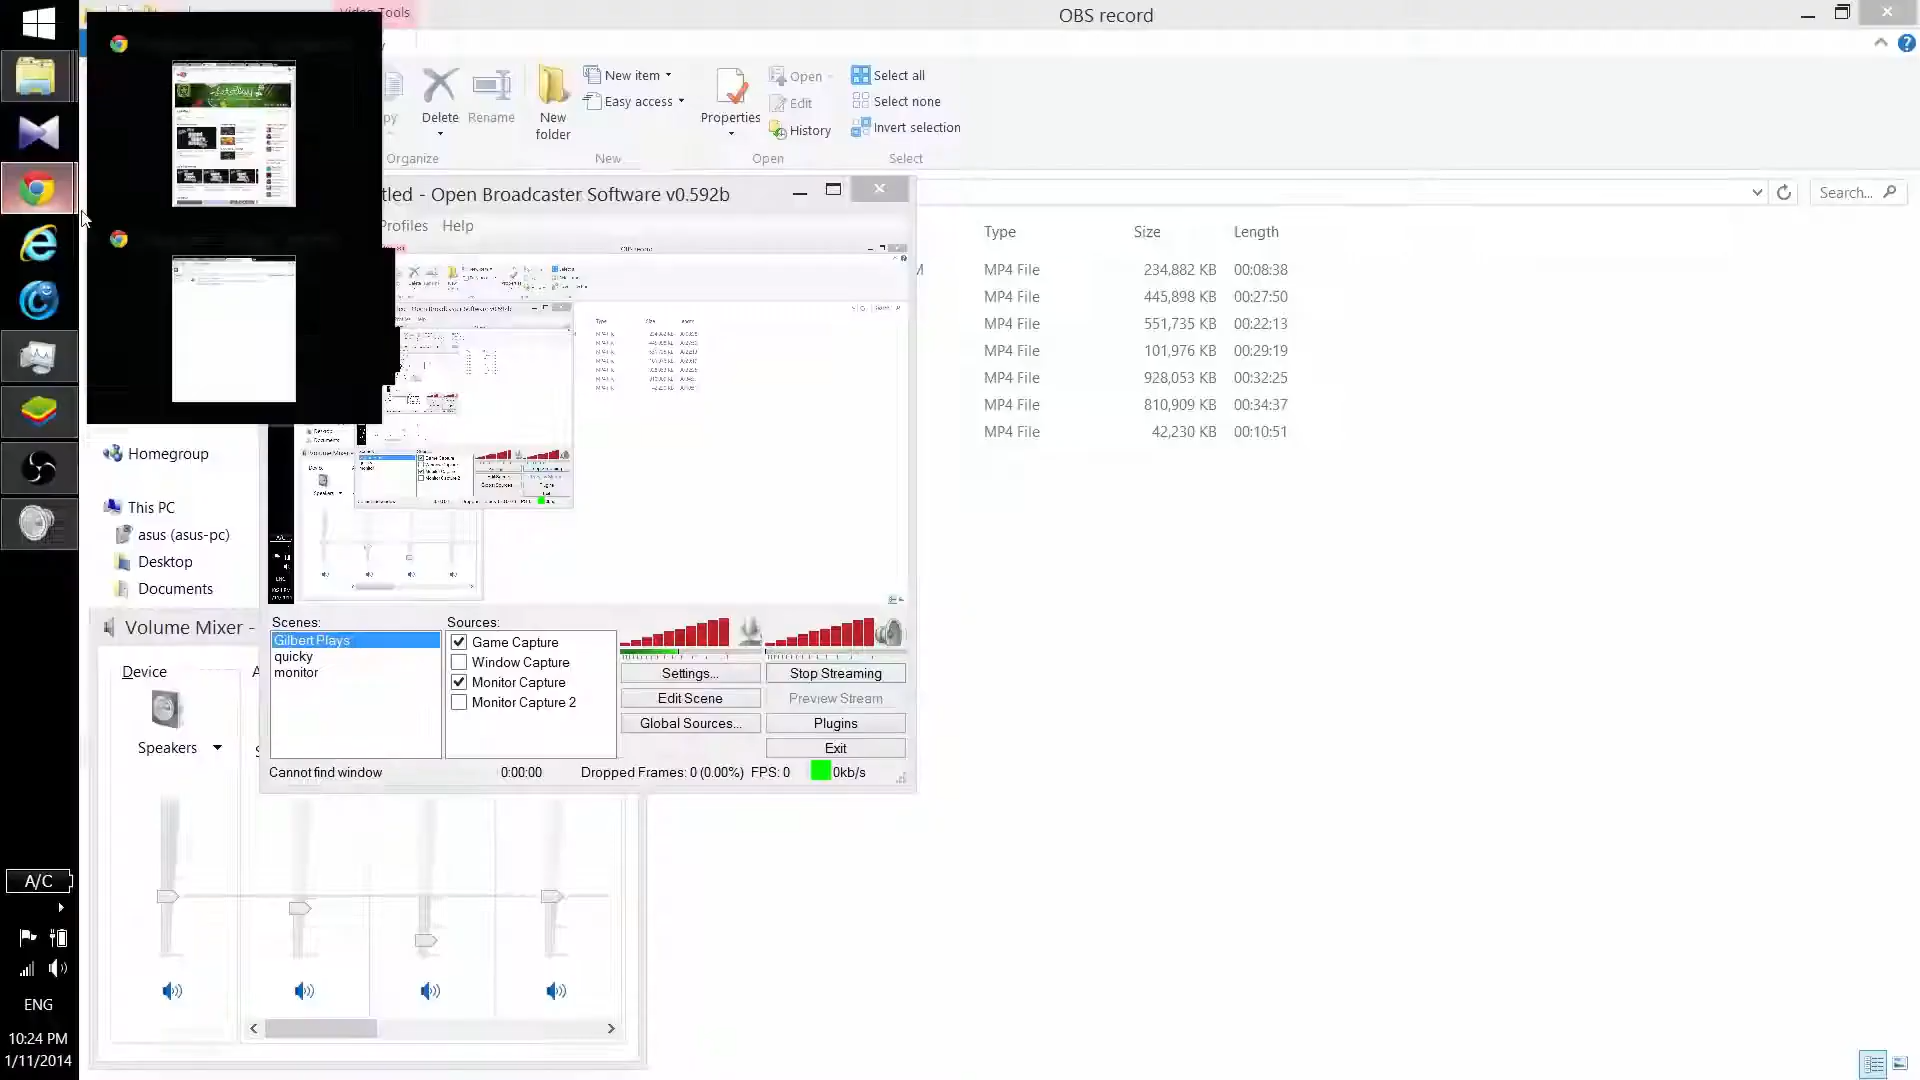 Video Tools
OBS record
New item
Open
Select all
Easy access
Edit
Select none
Delete
Rename
New
folder
Properties
History
Invert selection
Organize
New
Open
Select
tled - Open Broadcaster Software v0.592b
Search...
Profiles
Help
Type
Size
Length
MP4 File
234,882 KB
00:08:38
MP4 File
445,898 KB
00:27:50
MP4 File
551,735 KB
00:22:13
MP4 File
101,976 KB
00:29:19
MP4 File
928,053 KB
00:32:25
MP4 File
810,909 KB
00:34:37
MP4 File
42,230 KB
00:10:51
Homegroup
This PC
asus (asus-pc)
Desktop
Documents
Volume Mixer -
Device
Speakers
Scenes:
Gilbert Plays
quicky
monitor
Sources:
Game Capture
Window Capture
Monitor Capture
Monitor Capture 2
Settings...
Stop Streaming
Edit Scene
Preview Stream
Global Sources...
Plugins
Exit
Cannot find window
0:00:00
Dropped Frames: 0 (0.00%)
FPS: 0
0kb/s
A/C
ENG
10:24 PM
1/11/2014